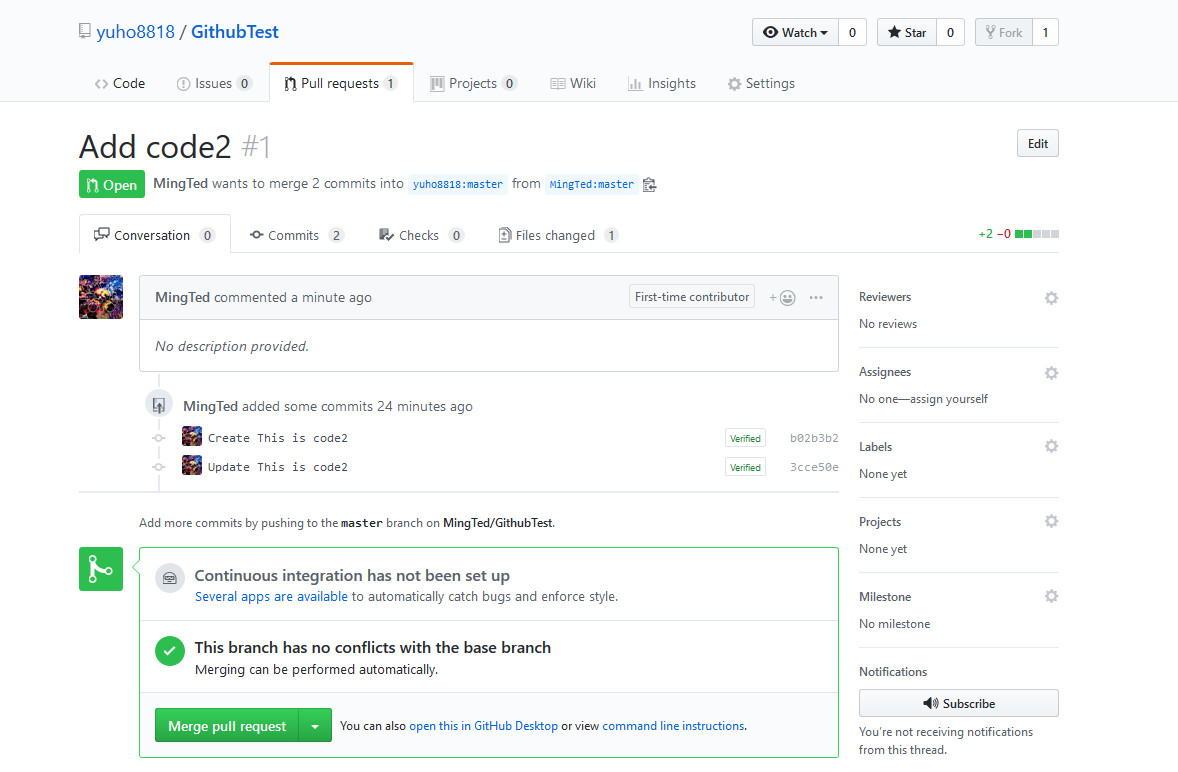 yuho8818 / GithubTest
Watch 0 Star 0 Fork 1
Code Issues 0 Pull requests 1 Projects 0 Wiki Insights Settings
Add code2 #1
Edit
Open MingTed wants to merge 2 commits into yuho8818:master from MingTed:master
Conversation 0 Commits 2 Checks 0 Files changed 1 +2 −0
MingTed commented a minute ago First-time contributor +
No description provided.
MingTed added some commits 24 minutes ago
Create This is code2 Verified b02b3b2
Update This is code2 Verified 3cce50e
Add more commits by pushing to the master branch on MingTed/GithubTest.
Continuous integration has not been set up
Several apps are available to automatically catch bugs and enforce style.
This branch has no conflicts with the base branch
Merging can be performed automatically.
Merge pull request You can also open this in GitHub Desktop or view command line instructions.
Reviewers
No reviews
Assignees
No one—assign yourself
Labels
None yet
Projects
None yet
Milestone
No milestone
Notifications
Subscribe
You're not receiving notifications
from this thread.